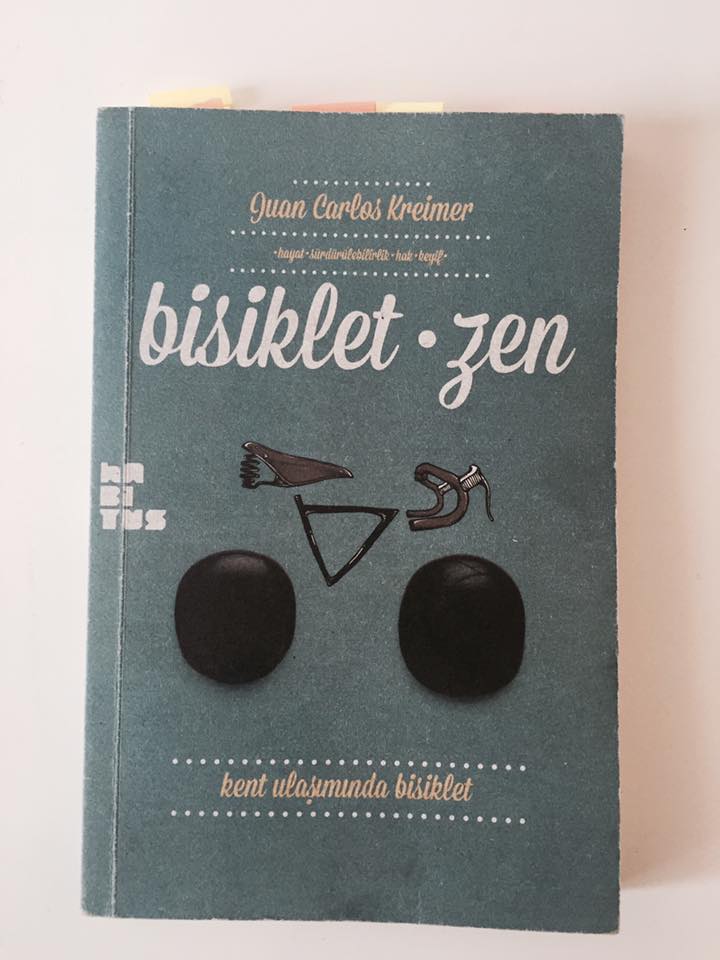 Juan Carlos Kreimer
•hayat•sürdürülebilirlik•hak•keyif•
bisiklet•zen
HA
BI
TUS
kent ulaşımında bisiklet